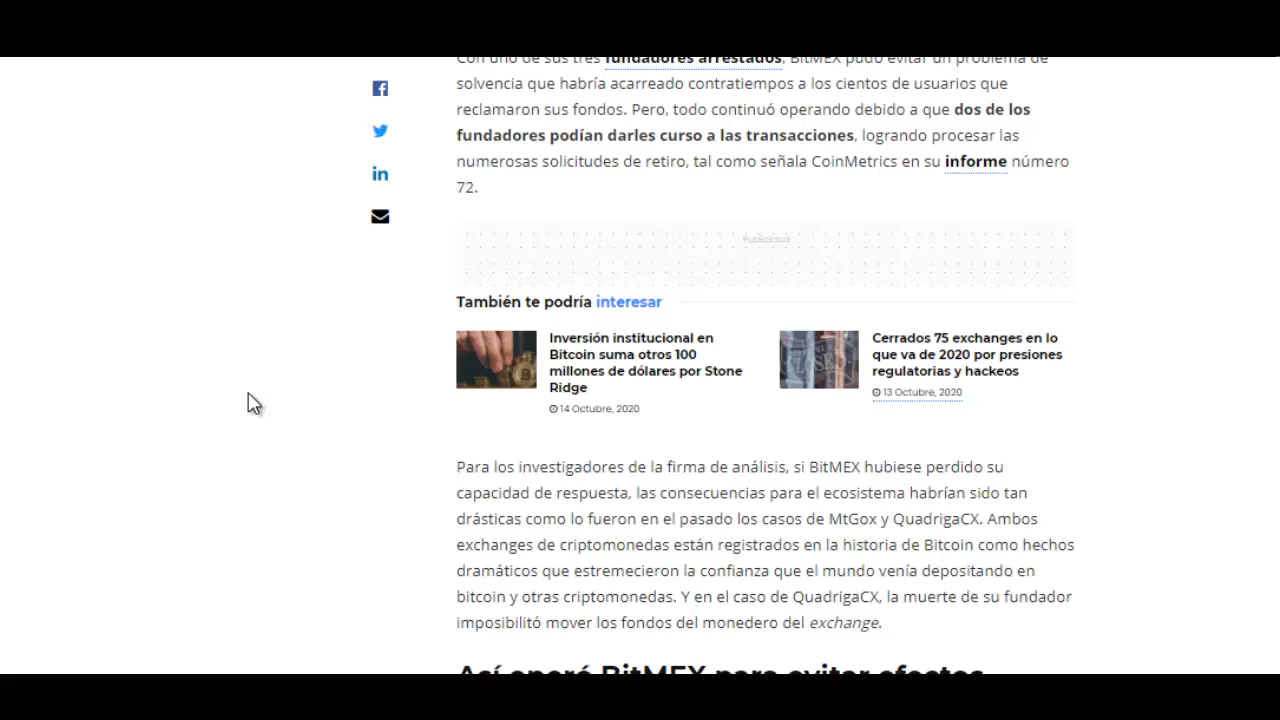 Con uno de sus tres fundadores arrestados, BitMEX pudo evitar un problema de
solvencia que habría acarreado contratiempos a los cientos de usuarios que
reclamaron sus fondos. Pero, todo continuó operando debido a que dos de los
fundadores podían darles curso a las transacciones, logrando procesar las
numerosas solicitudes de retiro, tal como señala CoinMetrics en su informe número
72.
Publicidad
También te podría interesar
Inversión institucional en
Bitcoin suma otros 100
millones de dólares por Stone
Ridge
14 Octubre, 2020
Cerrados 75 exchanges en lo
que va de 2020 por presiones
regulatorias y hackeos
13 Octubre, 2020
Para los investigadores de la firma de análisis, si BitMEX hubiese perdido su
capacidad de respuesta, las consecuencias para el ecosistema habrían sido tan
drásticas como lo fueron en el pasado los casos de MtGox y QuadrigaCX. Ambos
exchanges de criptomonedas están registrados en la historia de Bitcoin como hechos
dramáticos que estremecieron la confianza que el mundo venía depositando en
bitcoin y otras criptomonedas. Y en el caso de QuadrigaCX, la muerte de su fundador
imposibilitó mover los fondos del monedero del exchange.
Así operó BitMEX para evitar efectos